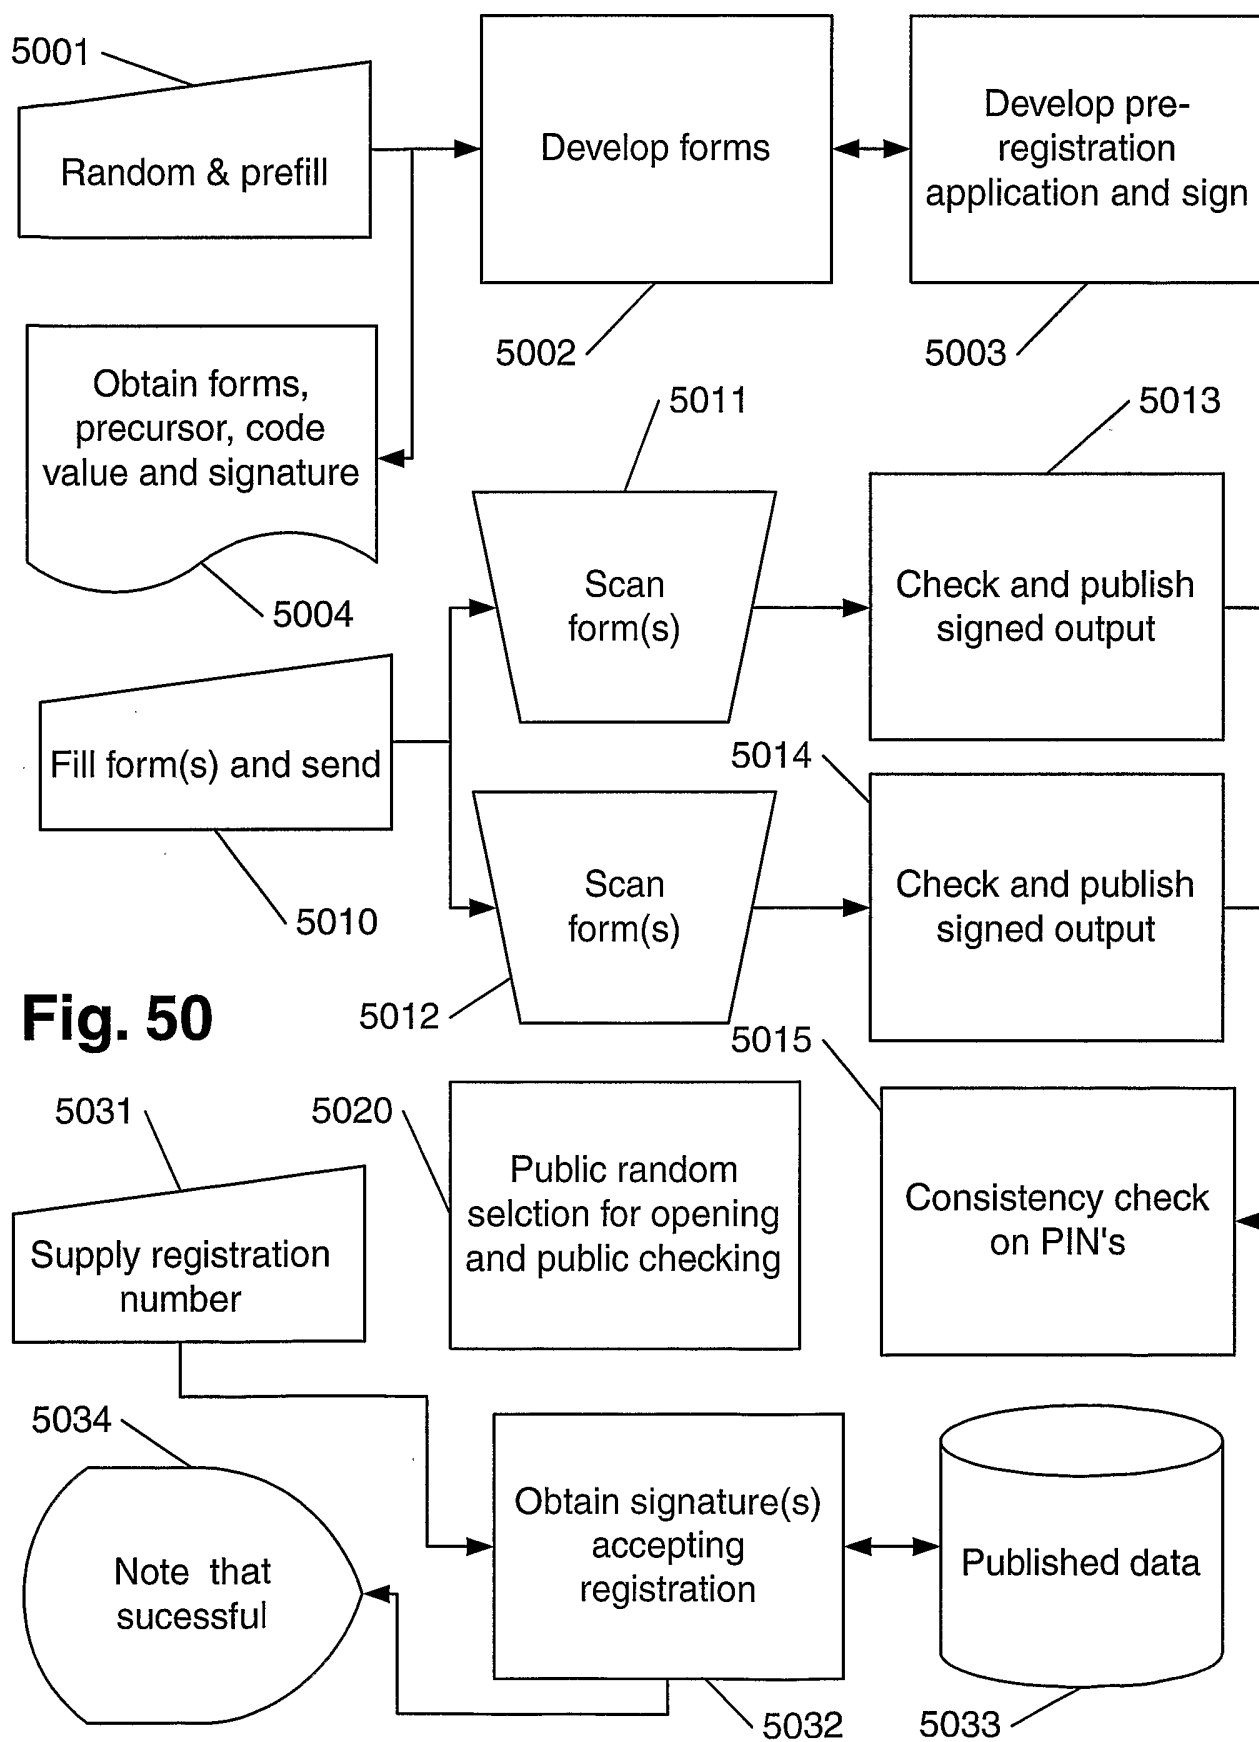 5001
Random & prefill
Develop forms
Develop pre-
registration
application and sign
5002
5003
Obtain forms,
precursor, code
value and signature
5004
5011
5013
Scan
form(s)
Check and publish
signed output
Fill form(s) and send
5010
5014
Scan
form(s)
Check and publish
signed output
5012
Fig. 50
5015
5031
5020
Supply registration
number
Public random
selction for opening
and public checking
Consistency check
on PIN's
5034
Note that
sucessful
Obtain signature(s)
accepting
registration
Published data
5032
5033